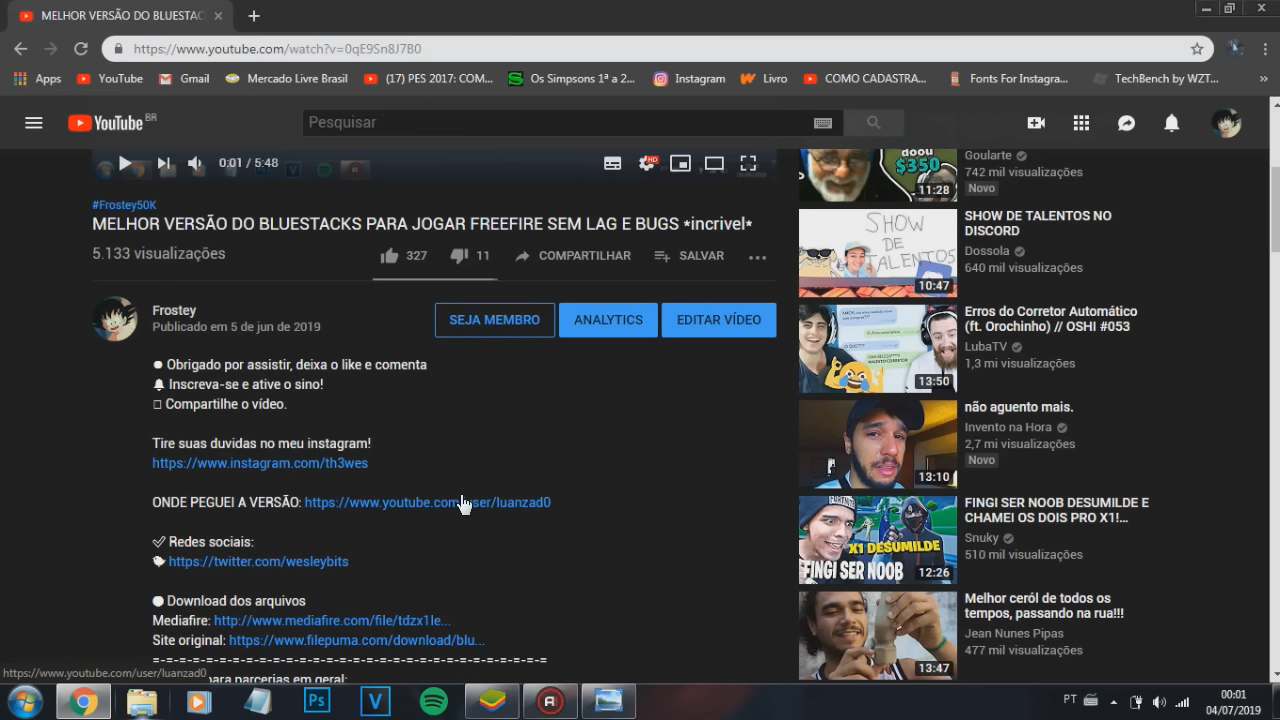 MELHOR VERSÃO DO BLUESTAC
https://www.youtube.com/watch?v=0qE9Sn8J7B0
Apps
YouTube
Gmail
Mercado Livre Brasil
(17) PES 2017: COM...
Os Simpsons 1ª a 2...
Instagram
Livro
COMO CADASTRA...
Fonts For Instagra...
TechBench by WZT...
»
YouTube BR
Pesquisar
0:01 / 5:48
HD
#Frostey50K
MELHOR VERSÃO DO BLUESTACKS PARA JOGAR FREEFIRE SEM LAG E BUGS *incrivel*
5.133 visualizações
327
11
COMPARTILHAR
SALVAR
Frostey
Publicado em 5 de jun de 2019
SEJA MEMBRO
ANALYTICS
EDITAR VÍDEO
Obrigado por assistir, deixa o like e comenta
Inscreva-se e ative o sino!
Compartilhe o vídeo.
Tire suas duvidas no meu instagram!
https://www.instagram.com/th3wes
ONDE PEGUEI A VERSÃO: https://www.youtube.com/user/luanzad0
Redes sociais:
https://twitter.com/wesleybits
Download dos arquivos
Mediafire: http://www.mediafire.com/file/tdzx1le...
Site original: https://www.filepuma.com/download/blu...
=-=-=-=-=-=-=-=-=-=-=-=-=-=-=-=-=-=-=-=-=-=-=-=-=-=
para parcerias em geral:
https://www.youtube.com/user/luanzad0
doou
$350
11:28
Goularte
742 mil visualizações
Novo
SHOW
DE
TALENTOS
10:47
SHOW DE TALENTOS NO
DISCORD
Dossola
640 mil visualizações
13:50
Erros do Corretor Automático
(ft. Orochinho) // OSHI #053
LubaTV
1,3 mi visualizações
13:10
não aguento mais.
Invento na Hora
2,7 mi visualizações
Novo
X1 DESUMILDE
FINGI SER NOOB
12:26
FINGI SER NOOB DESUMILDE E
CHAMEI OS DOIS PRO X1!...
Snuky
510 mil visualizações
13:47
Melhor ceról de todos os
tempos, passando na rua!!!
Jean Nunes Pipas
477 mil visualizações
Ps
V
PT
00:01
04/07/2019